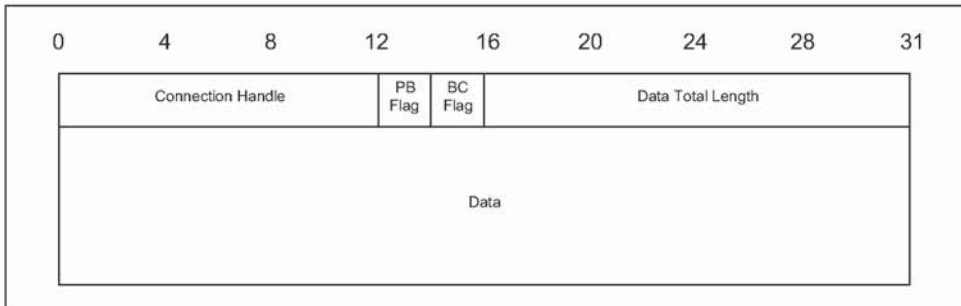 0 4 8 12 16 20 24 28 31
Connection Handle
PB
Flag
BC
Flag
Data Total Length
Data